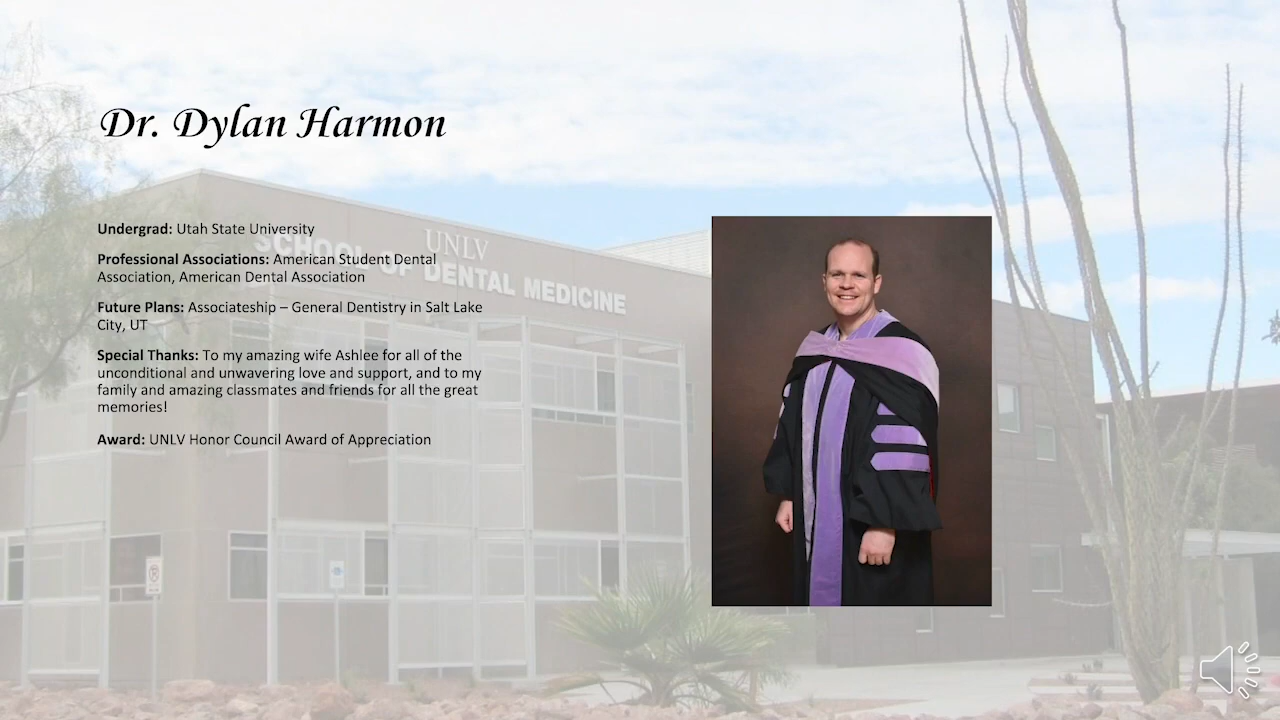 Dr. Dylan Harmon
Undergrad: Utah State University
UNLV
SCHOOL OF DENTAL MEDICINE
Professional Associations: American Student Dental
Association, American Dental Association
Future Plans: Associateship – General Dentistry in Salt Lake
City, UT
Special Thanks: To my amazing wife Ashlee for all of the
unconditional and unwavering love and support, and to my
family and amazing classmates and friends for all the great
memories!
Award: UNLV Honor Council Award of Appreciation